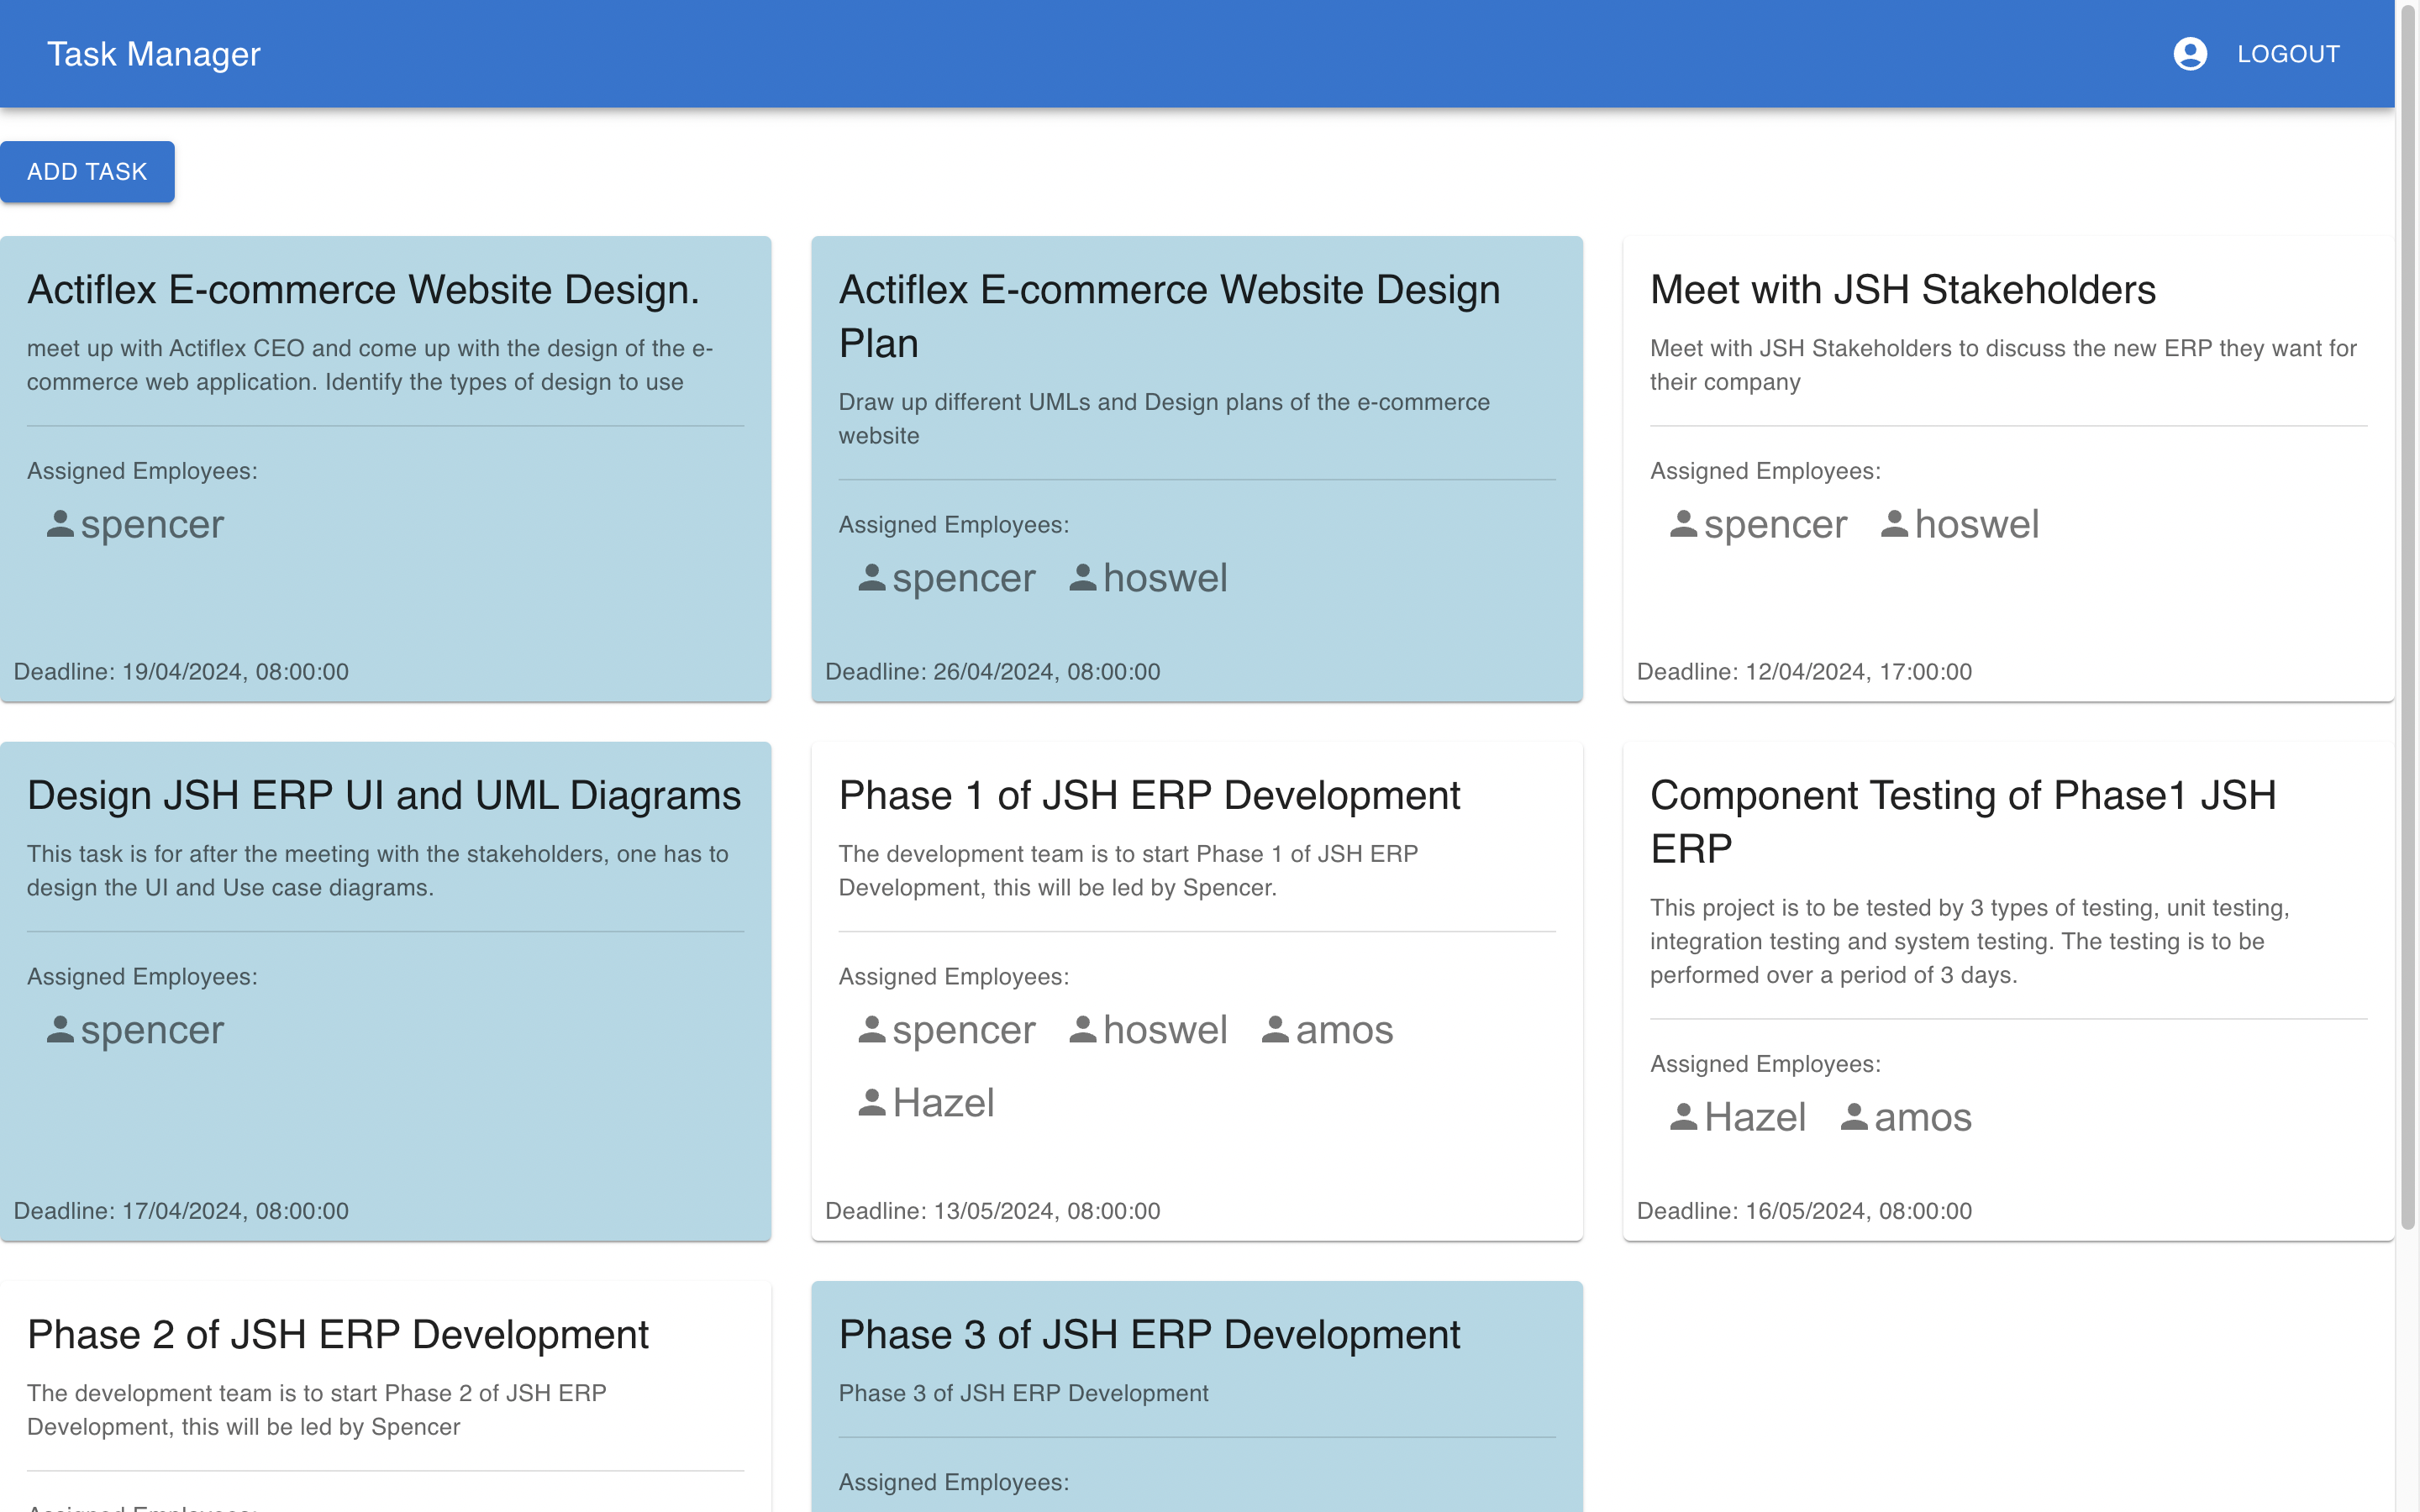 Task Manager
LOGOUT
ADD TASK
Actiflex E-commerce Website Design.
meet up with Actiflex CEO and come up with the design of the e-
commerce web application. Identify the types of design to use
Assigned Employees:
spencer
Deadline: 19/04/2024, 08:00:00
Actiflex E-commerce Website Design
Plan
Draw up different UMLs and Design plans of the e-commerce
website
Assigned Employees:
spencer hoswel
Deadline: 26/04/2024, 08:00:00
Meet with JSH Stakeholders
Meet with JSH Stakeholders to discuss the new ERP they want for
their company
Assigned Employees:
spencer hoswel
Deadline: 12/04/2024, 17:00:00
Design JSH ERP UI and UML Diagrams
This task is for after the meeting with the stakeholders, one has to
design the UI and Use case diagrams.
Assigned Employees:
spencer
Deadline: 17/04/2024, 08:00:00
Phase 1 of JSH ERP Development
The development team is to start Phase 1 of JSH ERP
Development, this will be led by Spencer.
Assigned Employees:
spencer hoswel amos
Hazel
Deadline: 13/05/2024, 08:00:00
Component Testing of Phase1 JSH
ERP
This project is to be tested by 3 types of testing, unit testing,
integration testing and system testing. The testing is to be
performed over a period of 3 days.
Assigned Employees:
Hazel amos
Deadline: 16/05/2024, 08:00:00
Phase 2 of JSH ERP Development
The development team is to start Phase 2 of JSH ERP
Development, this will be led by Spencer
Phase 3 of JSH ERP Development
Phase 3 of JSH ERP Development
Assigned Employees: